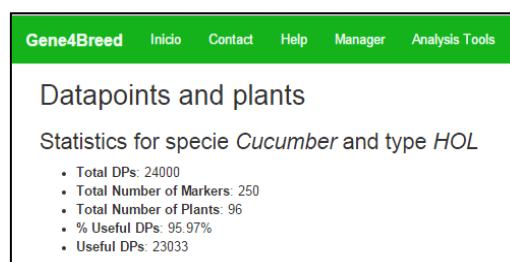 Gene4Breed Inicio Contact Help Manager Analysis Tools
Datapoints and plants
Statistics for specie Cucumber and type HOL
• Total DPs: 24000
• Total Number of Markers: 250
• Total Number of Plants: 96
• % Useful DPs: 95.97%
• Useful DPs: 23033